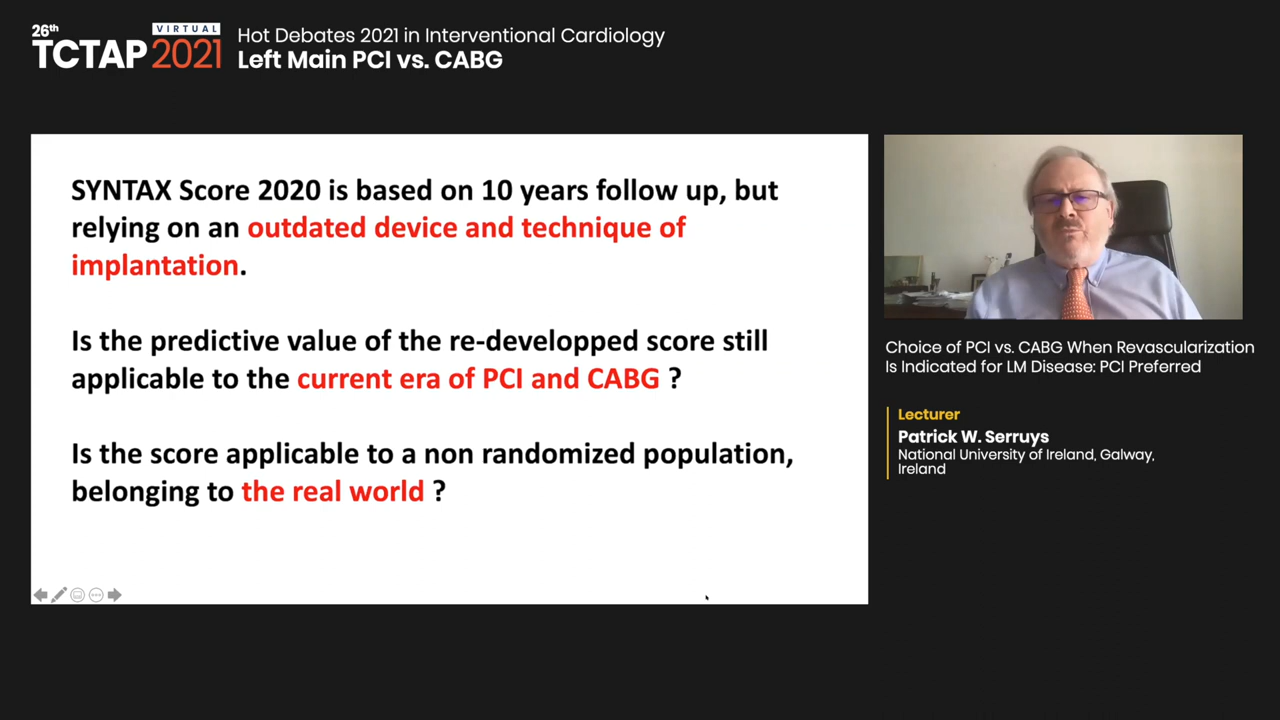 26th
TCTAP
VIRTUAL
2021
Hot Debates 2021 in Interventional Cardiology
Left Main PCI vs. CABG
SYNTAX Score 2020 is based on 10 years follow up, but
relying on an outdated device and technique of
implantation.
Is the predictive value of the re-developped score still
applicable to the current era of PCI and CABG ?
Is the score applicable to a non randomized population,
belonging to the real world ?
Choice of PCI vs. CABG When Revascularization
Is Indicated for LM Disease: PCI Preferred
Lecturer
Patrick W. Serruys
National University of Ireland, Galway,
Ireland